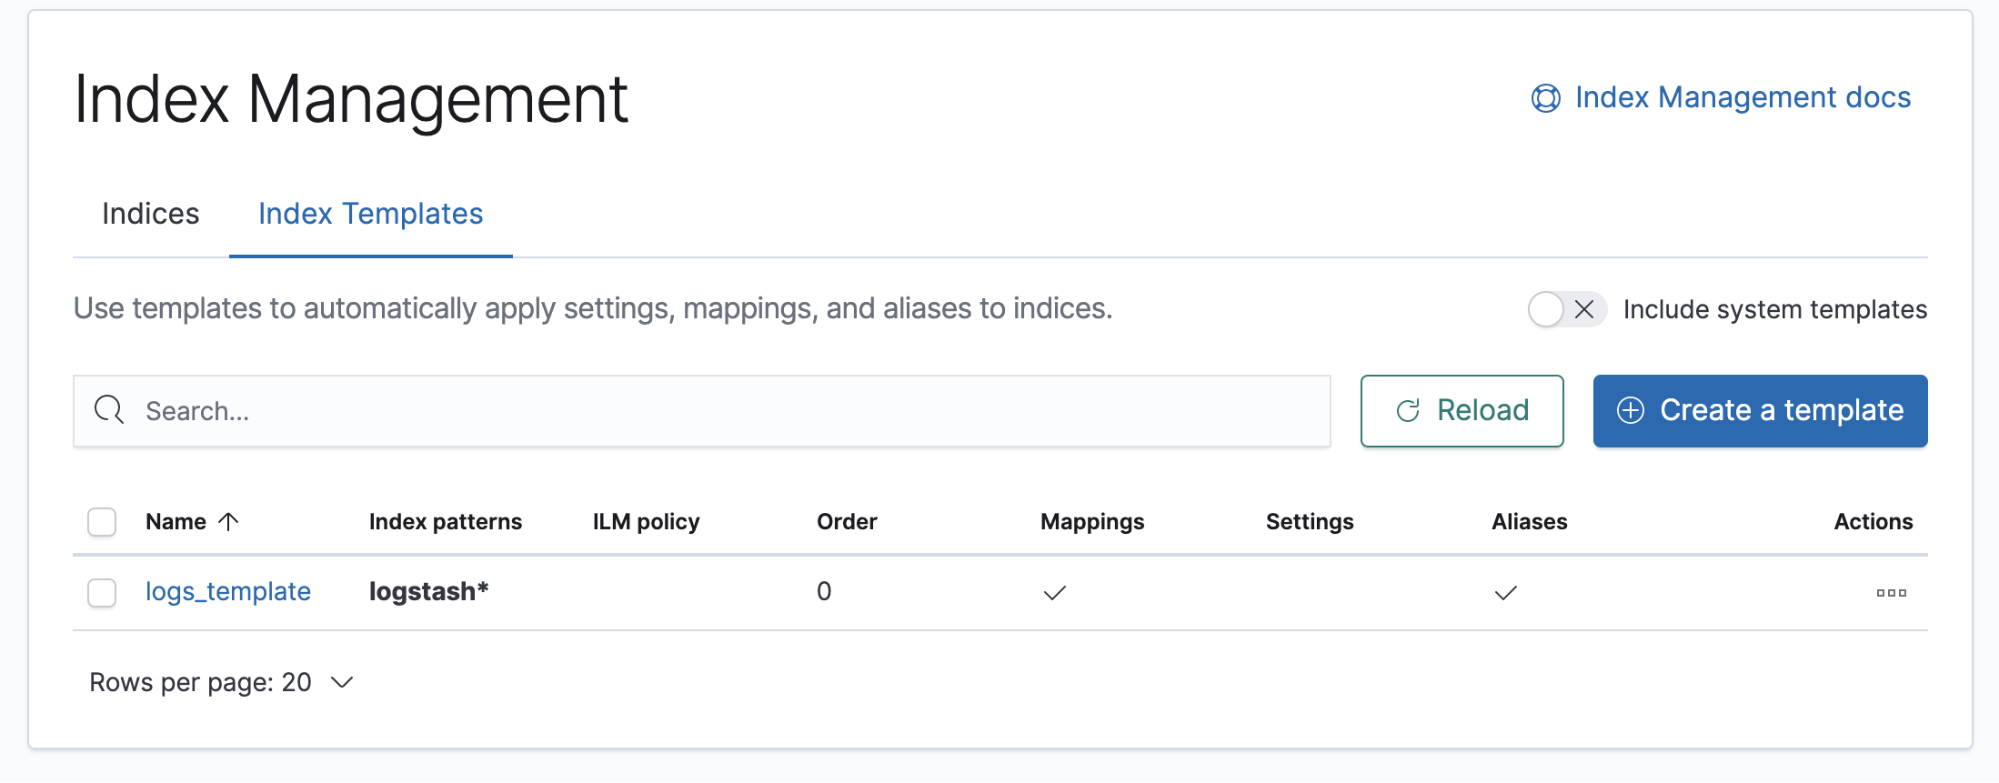 Index Management
Index Management docs
Indices
Index Templates
Use templates to automatically apply settings, mappings, and aliases to indices.
Include system templates
Search...
Reload
Create a template
Name Index patterns ILM policy Order Mappings Settings Aliases Actions
logs_template logstash* 0
Rows per page: 20